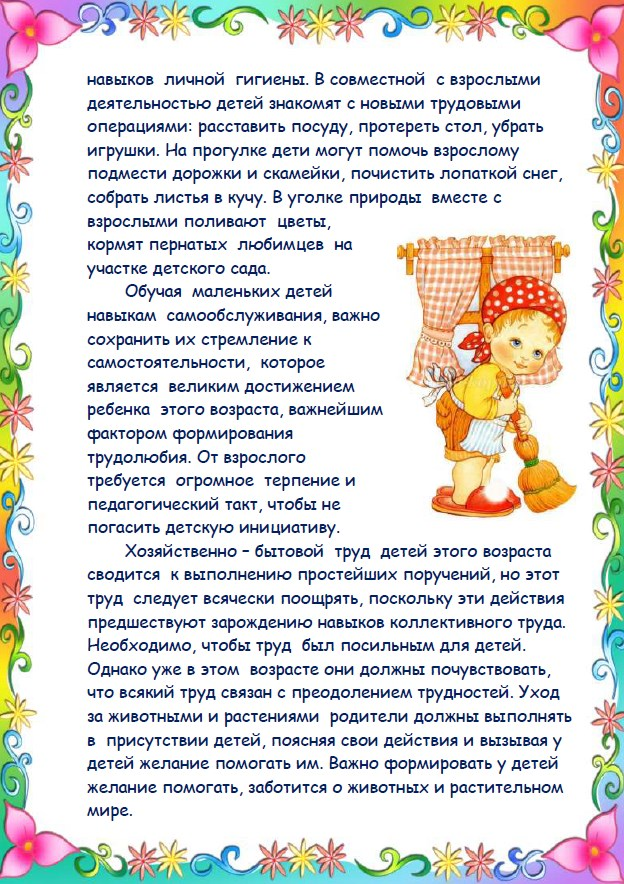 навыков личной гигиены. В совместной с взрослыми
деятельностью детей знакомят с новыми трудовыми
операциями: расставить посуду, протереть стол, убрать
игрушки. На прогулке дети могут помочь взрослому
подмести дорожки и скамейки, почистить лопаткой снег,
собрать листья в кучу. В уголке природы вместе с
взрослыми поливают цветы,
кормят пернатых любимцев на
участке детского сада.
Обучая маленьких детей
навыкам самообслуживания, важно
сохранить их стремление к
самостоятельности, которое
является великим достижением
ребенка этого возраста, важнейшим
фактором формирования
трудолюбия. От взрослого
требуется огромное терпение и
педагогический такт, чтобы не
погасить детскую инициативу.
Хозяйственно – бытовой труд детей этого возраста
сводится к выполнению простейших поручений, но этот
труд следует всячески поощрять, поскольку эти действия
предшествуют зарождению навыков коллективного труда.
Необходимо, чтобы труд был посильным для детей.
Однако уже в этом возрасте они должны почувствовать,
что всякий труд связан с преодолением трудностей. Уход
за животными и растениями родители должны выполнять
в присутствии детей, поясняя свои действия и вызывая у
детей желание помогать им. Важно формировать у детей
желание помогать, заботится о животных и растительном
мире.